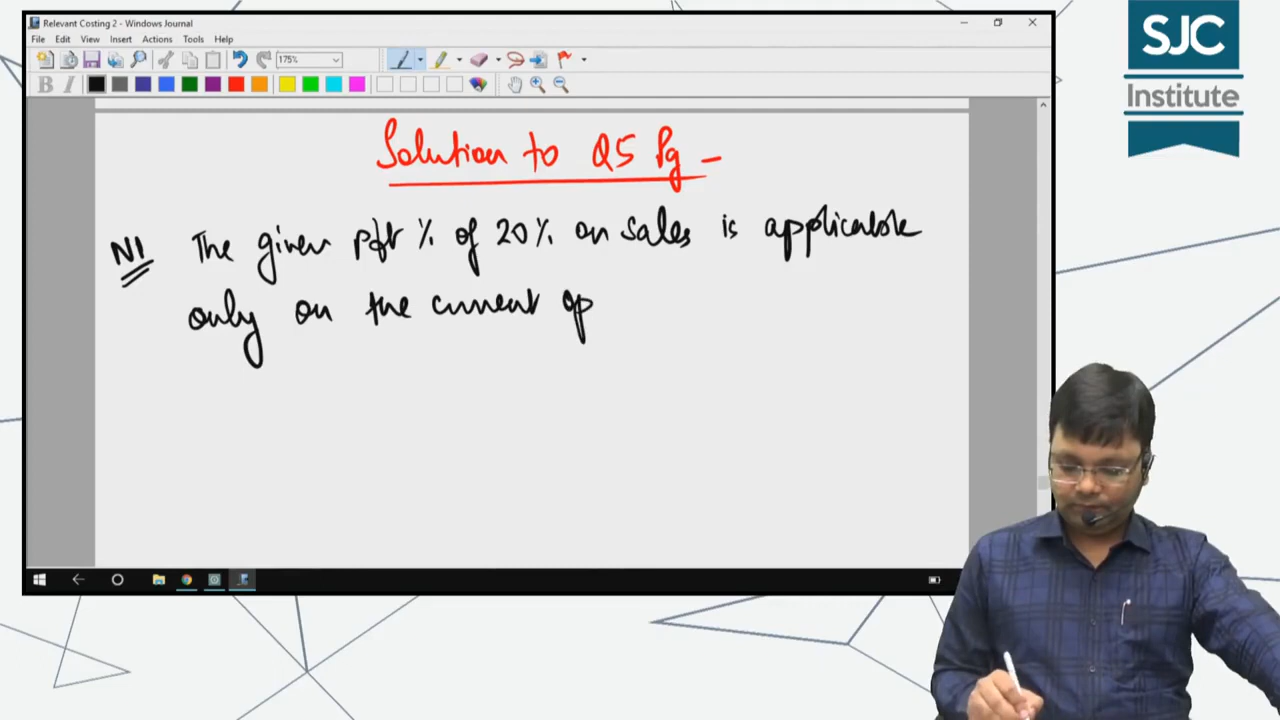 Relevant Costing 2 - Windows Journal
File Edit View Insert Actions Tools Help
175%
B I
Solution to Q5 Pg -
N1 The given pft % of 20% on sales is applicable
only on the current op
SJC
Institute